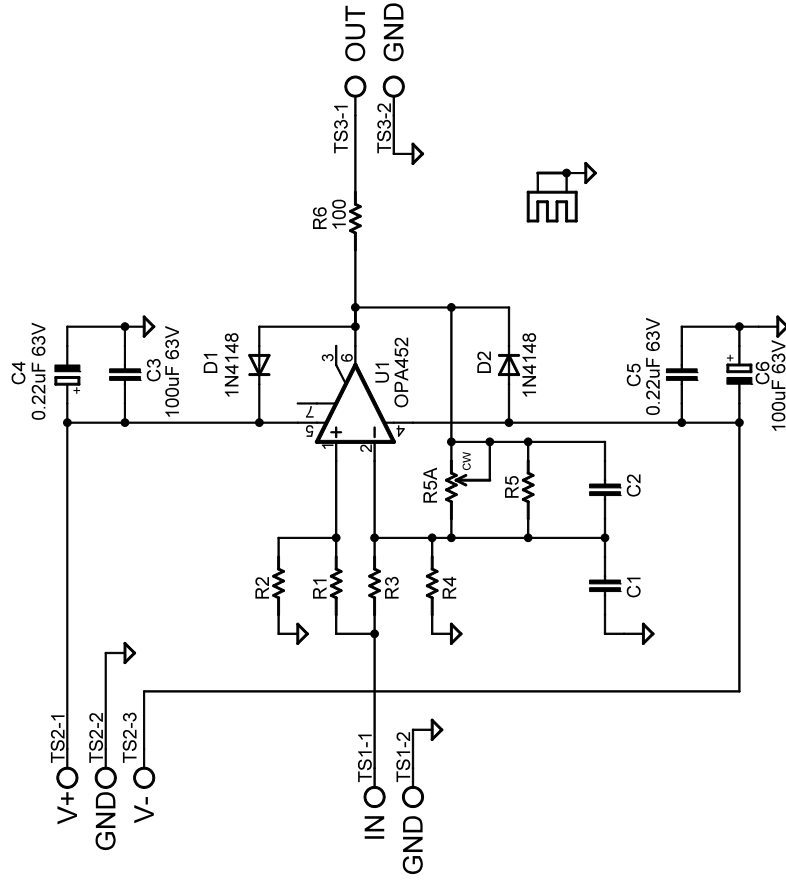 OUT
GND
TS3-1
TS3-2
R6
100
C4
0.22uF 63V
+
C3
100uF 63V
D1
1N4148
3
6
7
5
U1
OPA452
+
1
2
4
D2
1N4148
C5
0.22uF 63V
+
C6
100uF 63V
R5A
CW
R5
C2
R2
R1
R3
R4
C1
V+
TS2-1
GND
TS2-2
V-
TS2-3
IN
TS1-1
GND
TS1-2